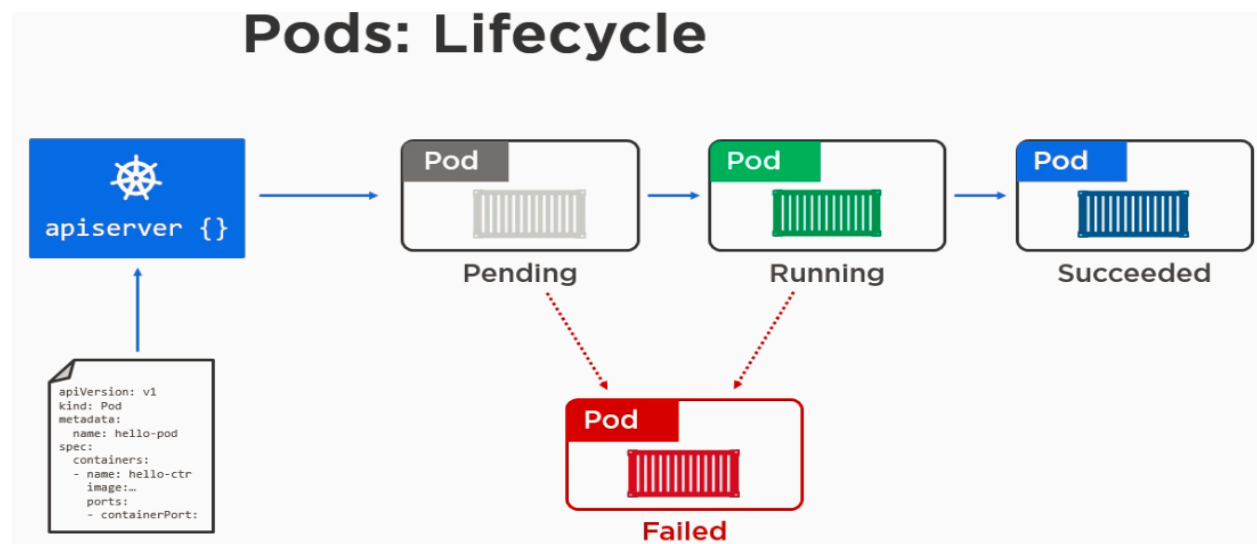 Pods: Lifecycle
apiserver {}
Pod
Pending
Pod
Running
Pod
Succeeded
apiVersion: v1
kind: Pod
metadata:
  name: hello-pod
spec:
  containers:
  - name: hello-ctr
    image:…
    ports:
    - containerPort:
Pod
Failed